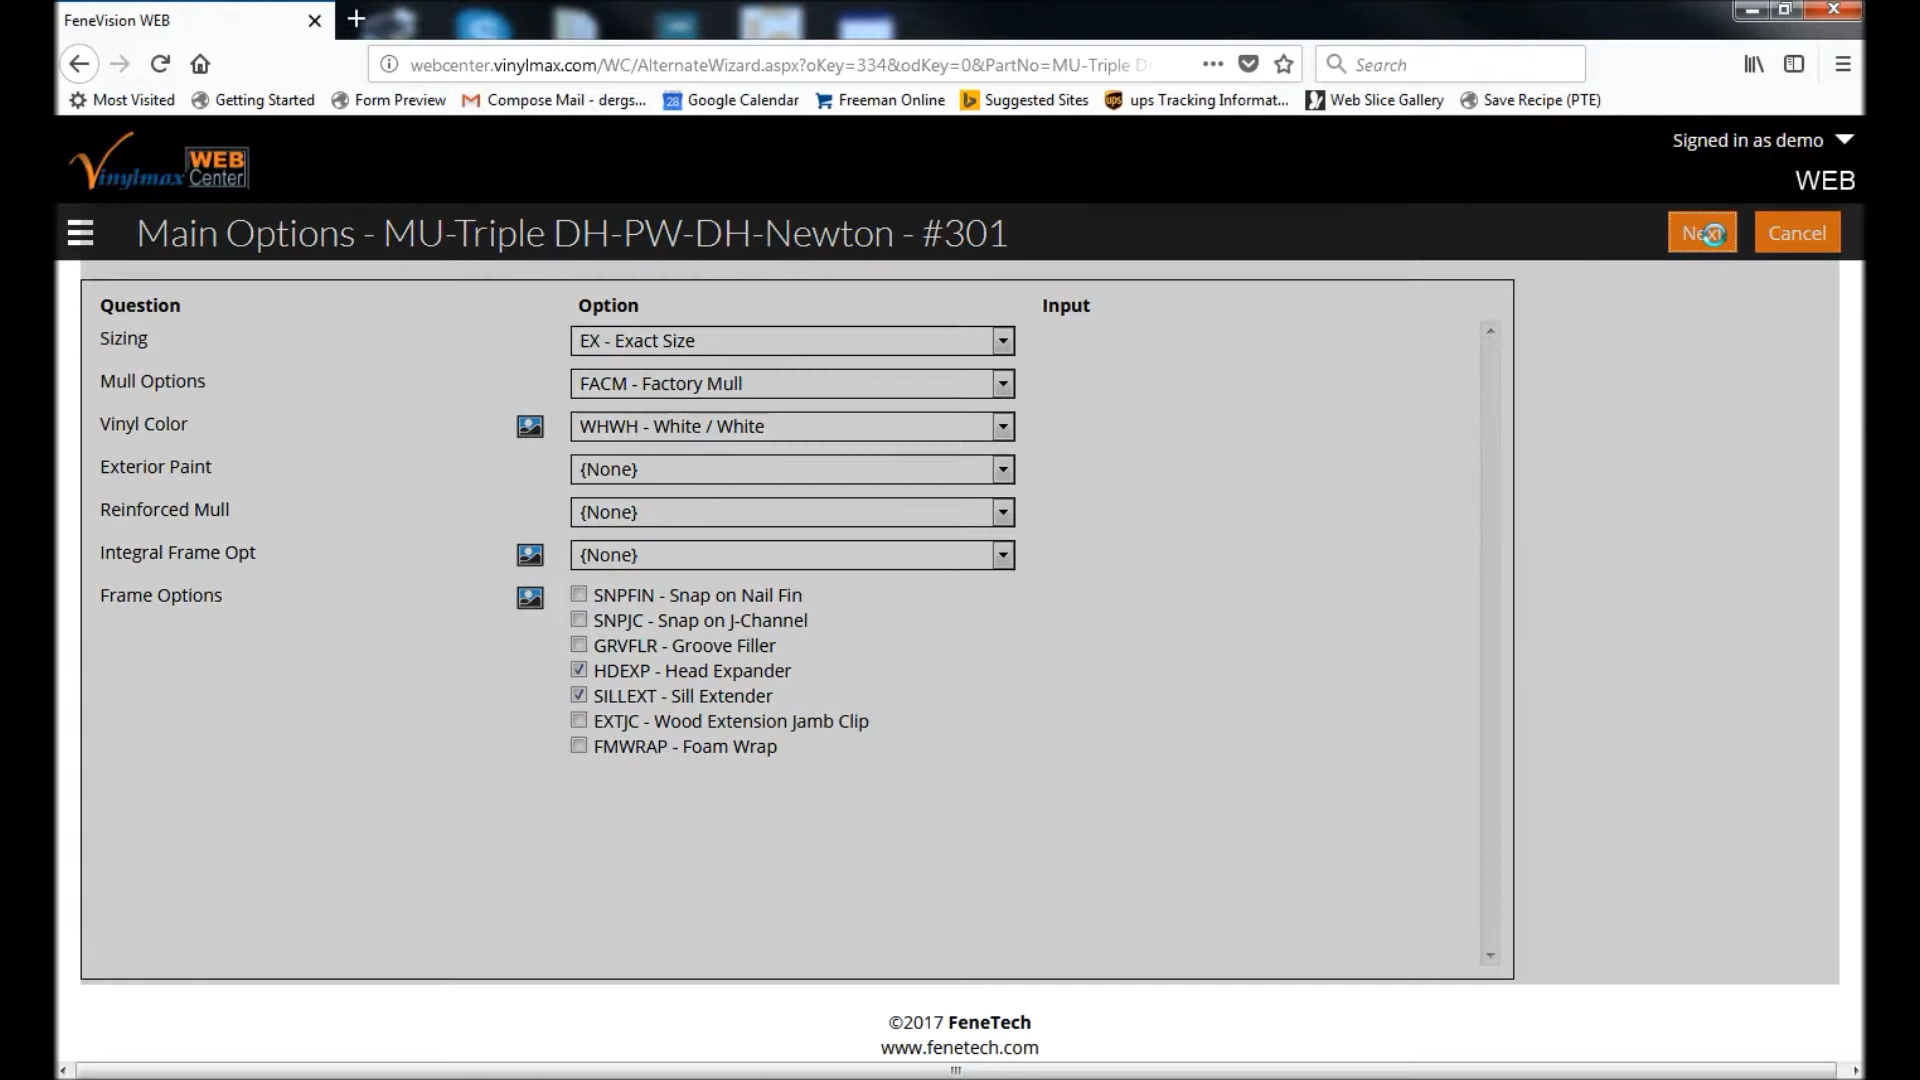 FeneVision WEB
webcenter.vinylmax.com/WC/AlternateWizard.aspx?oKey=334&odKey=0&PartNo=MU-Triple D
Search
Most Visited
Getting Started
Form Preview
Compose Mail - dergs...
28
Google Calendar
Freeman Online
Suggested Sites
ups
ups Tracking Informat...
Web Slice Gallery
Save Recipe (PTE)
Vinylmax WEB Center
Signed in as demo
WEB
Main Options - MU-Triple DH-PW-DH-Newton - #301
Next
Cancel
Question Option Input
Sizing EX - Exact Size
Mull Options FACM - Factory Mull
Vinyl Color WHWH - White / White
Exterior Paint {None}
Reinforced Mull {None}
Integral Frame Opt {None}
Frame Options SNPFIN - Snap on Nail Fin
SNPJC - Snap on J-Channel
GRVFLR - Groove Filler
HDEXP - Head Expander
SILLEXT - Sill Extender
EXTJC - Wood Extension Jamb Clip
FMWRAP - Foam Wrap
©2017 FeneTech
www.fenetech.com